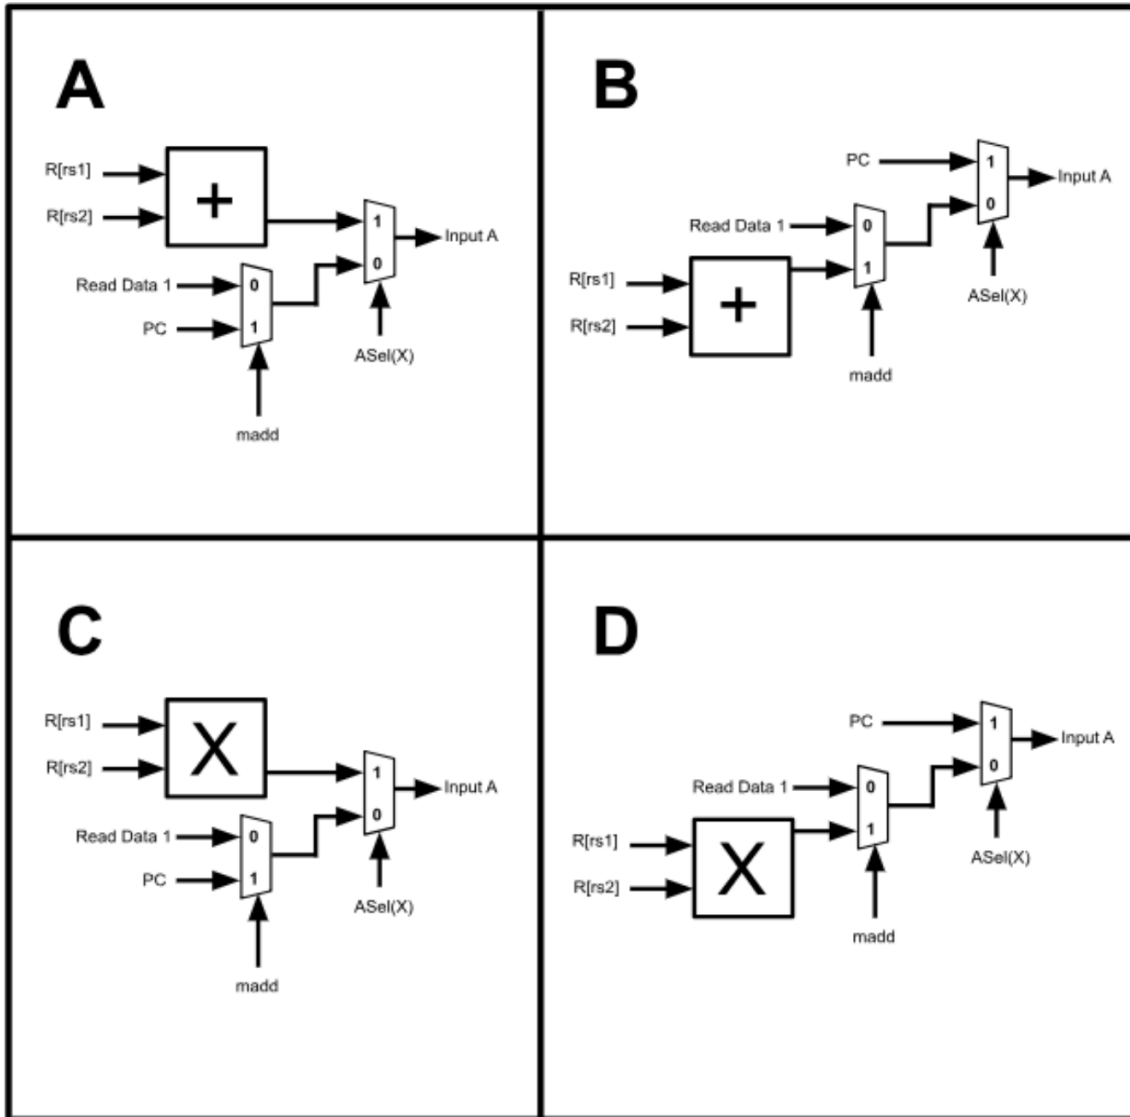 A
R[rs1]
+
R[rs2]
1
Input A
Read Data 1
0
0
PC
1
ASel(X)
madd
B
PC
1
Input A
0
Read Data 1
0
R[rs1]
+
1
R[rs2]
ASel(X)
madd
C
R[rs1]
X
R[rs2]
1
Input A
Read Data 1
0
0
PC
1
ASel(X)
madd
D
PC
1
Input A
0
Read Data 1
0
R[rs1]
X
1
R[rs2]
ASel(X)
madd